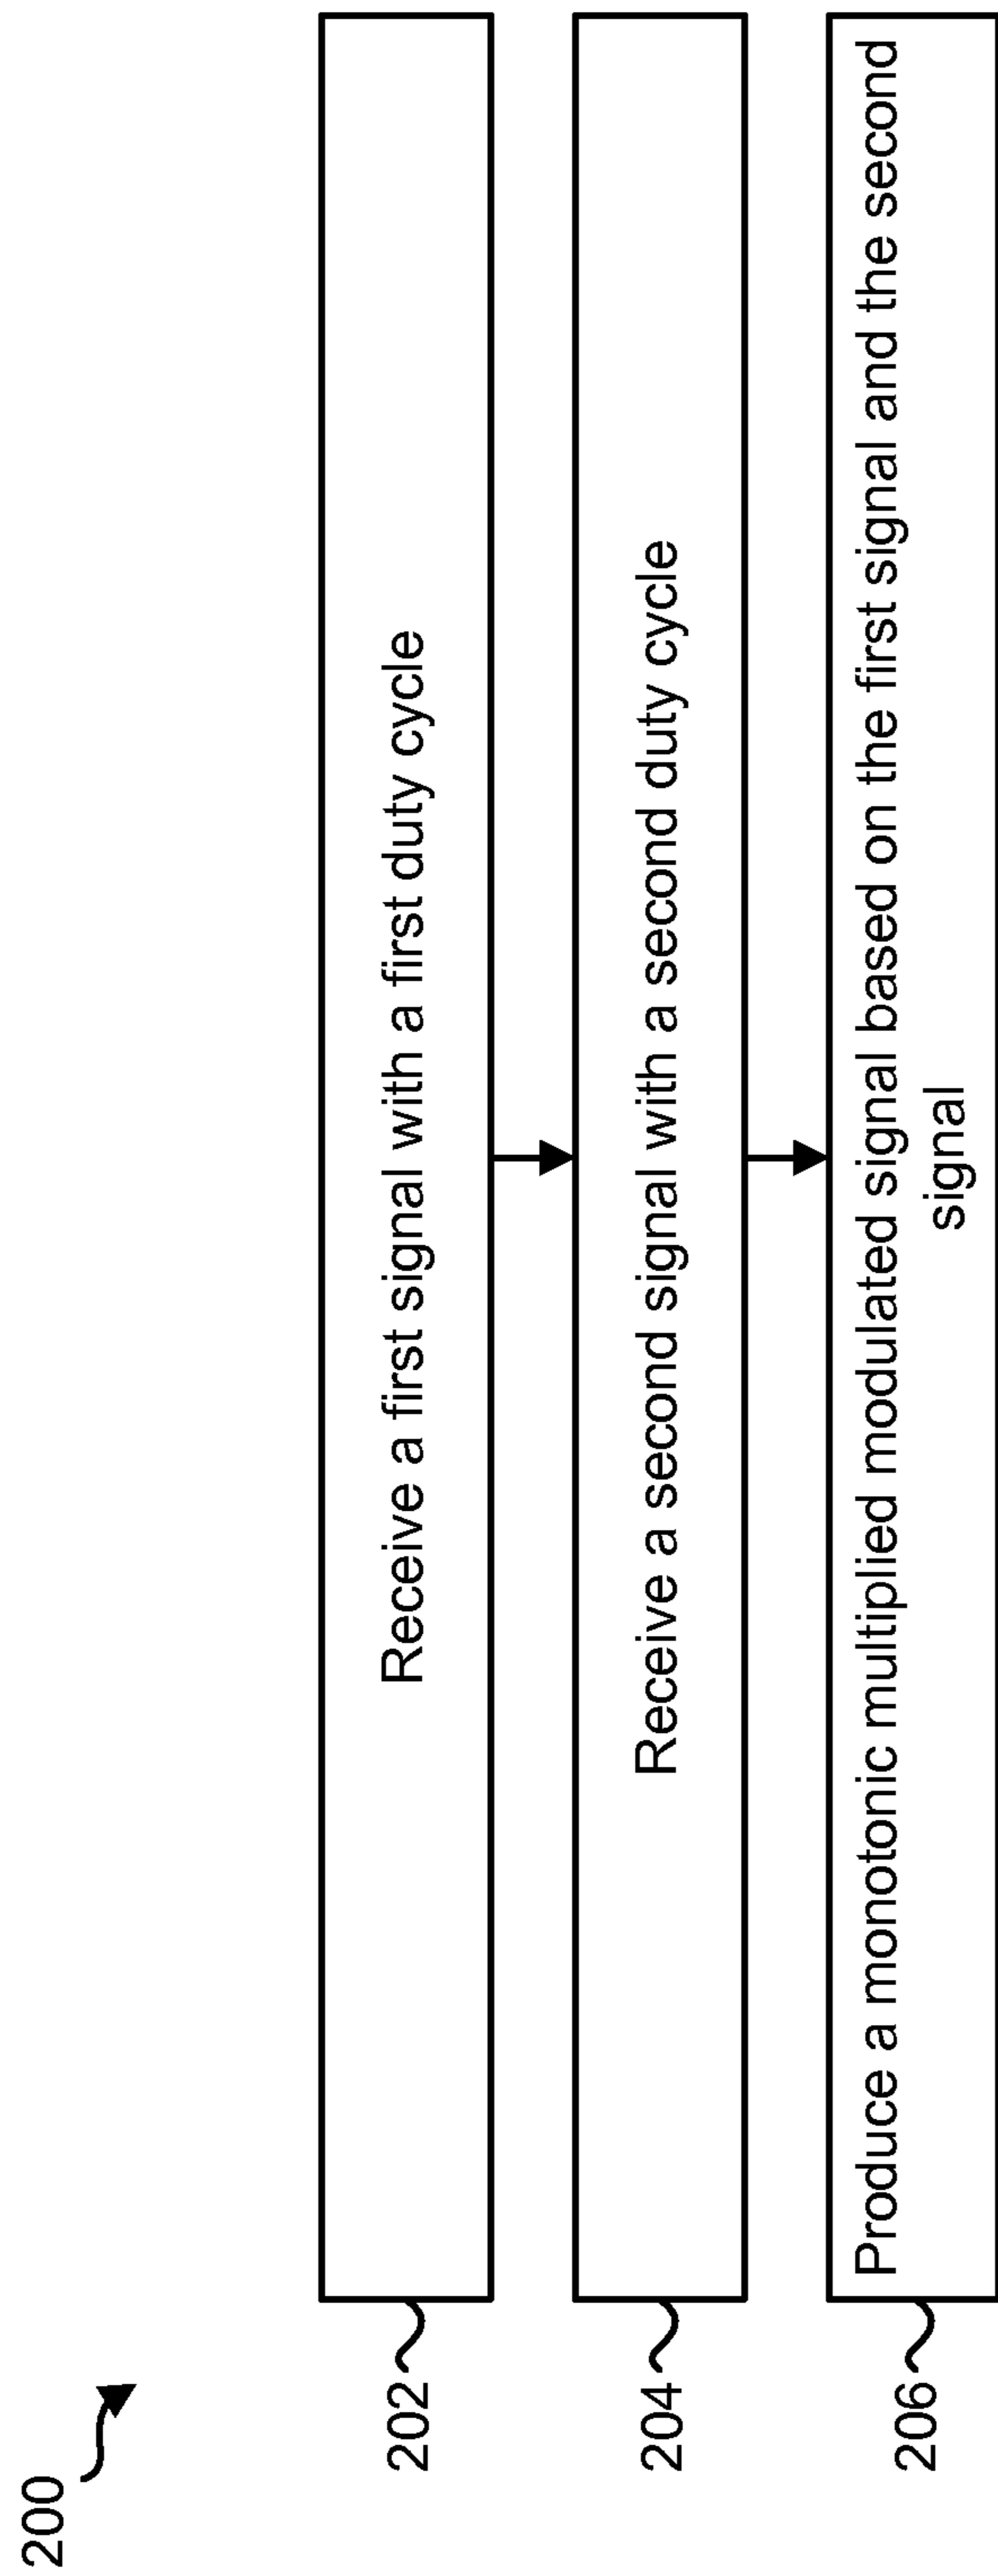 200
202
Receive a first signal with a first duty cycle
204
Receive a second signal with a second duty cycle
206
Produce a monotonic multiplied modulated signal based on the first signal and the second
signal